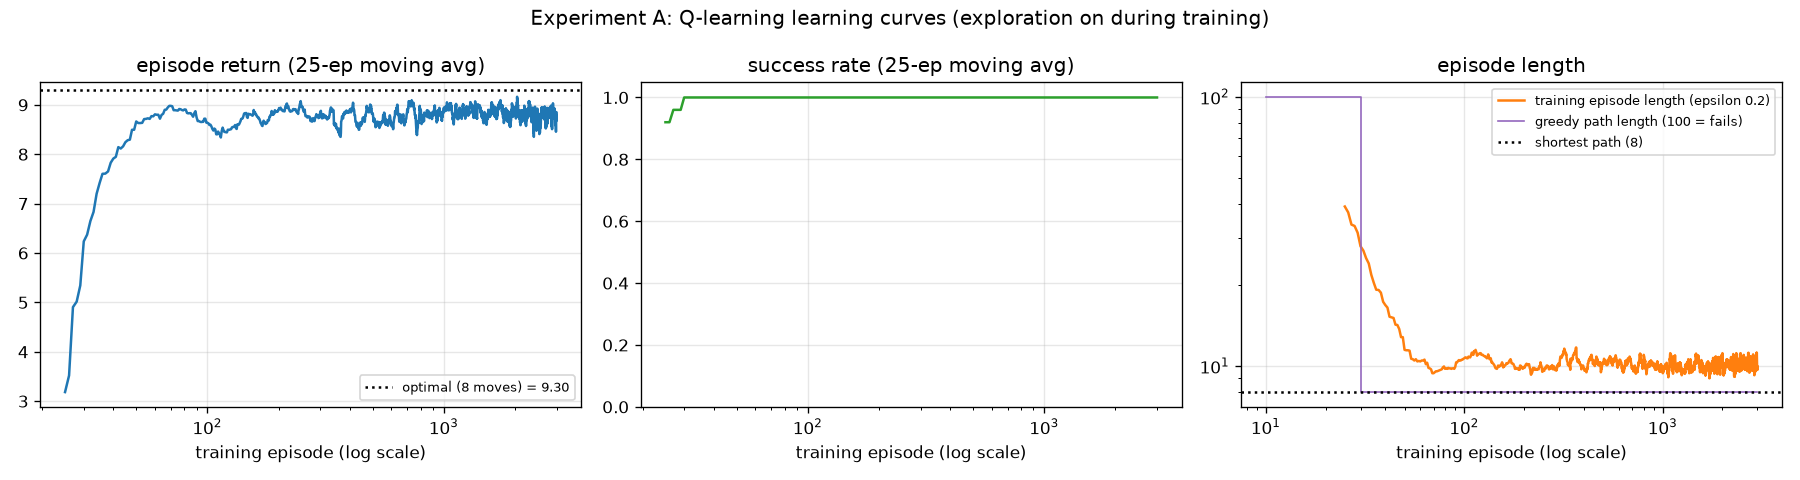 Experiment A: Q-learning learning curves (exploration on during training)
episode return (25-ep moving avg)
9
8
7
6
5
4
3
optimal (8 moves) = 9.30
10²
10³
training episode (log scale)
success rate (25-ep moving avg)
1.0
0.8
0.6
0.4
0.2
0.0
10²
10³
training episode (log scale)
episode length
10²
10¹
training episode length (epsilon 0.2)
greedy path length (100 = fails)
shortest path (8)
10¹
10²
10³
training episode (log scale)